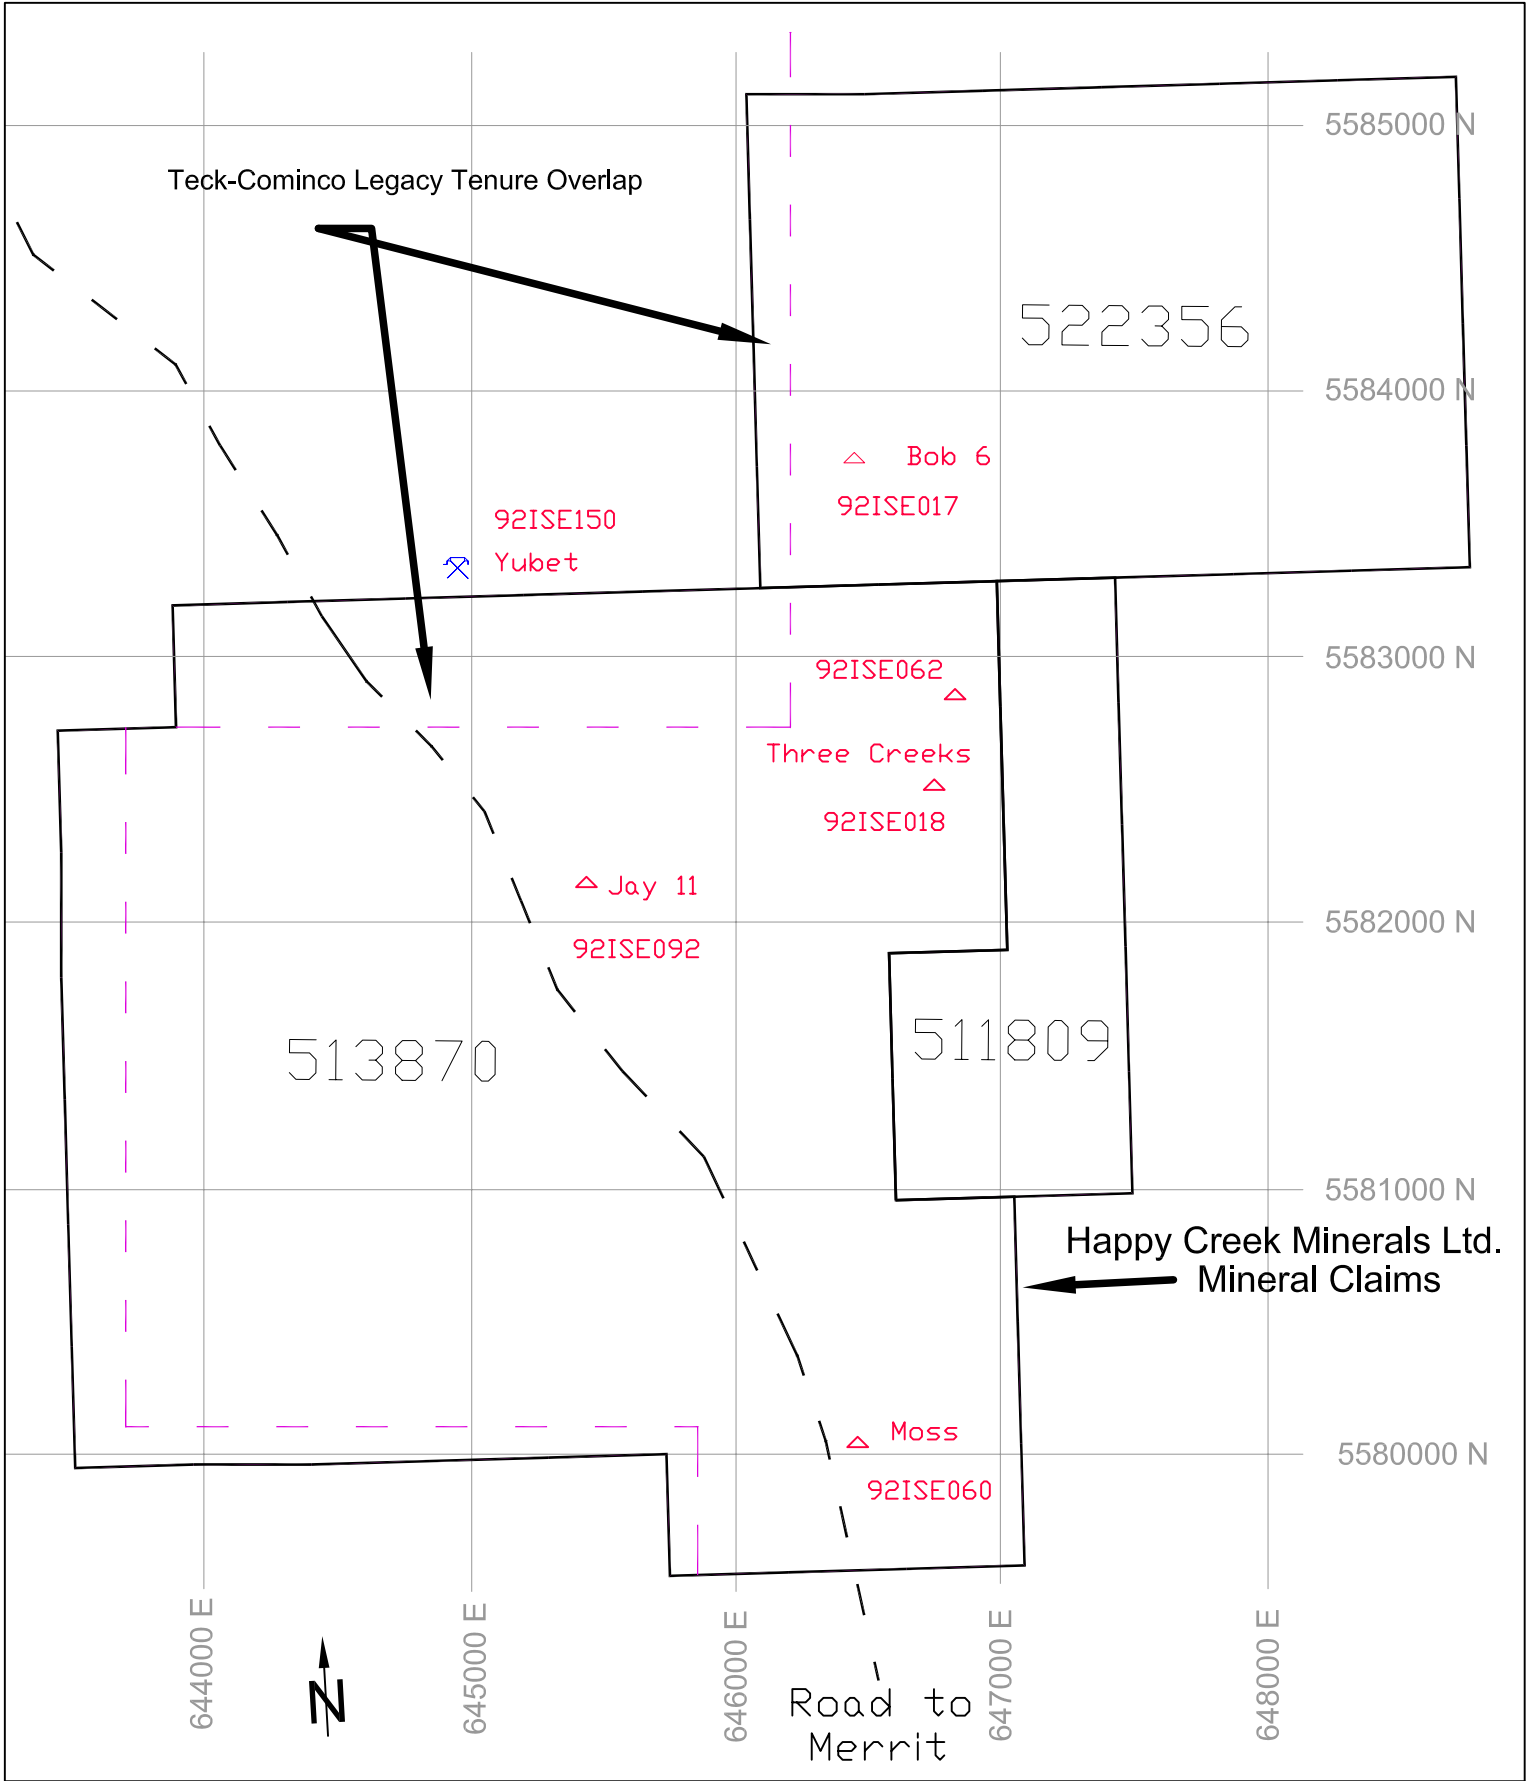 5585000 N
Teck-Cominco Legacy Tenure Overlap
522356
5584000 N
Bob 6
92ISE017
92ISE150
Yubet
5583000 N
92ISE062
Three Creeks
92ISE018
Jay 11
5582000 N
92ISE092
511809
513870
5581000 N
Happy Creek Minerals Ltd.
Mineral Claims
Moss
5580000 N
92ISE060
644000 E
645000 E
646000 E
647000 E
648000 E
N
Road to
Merrit